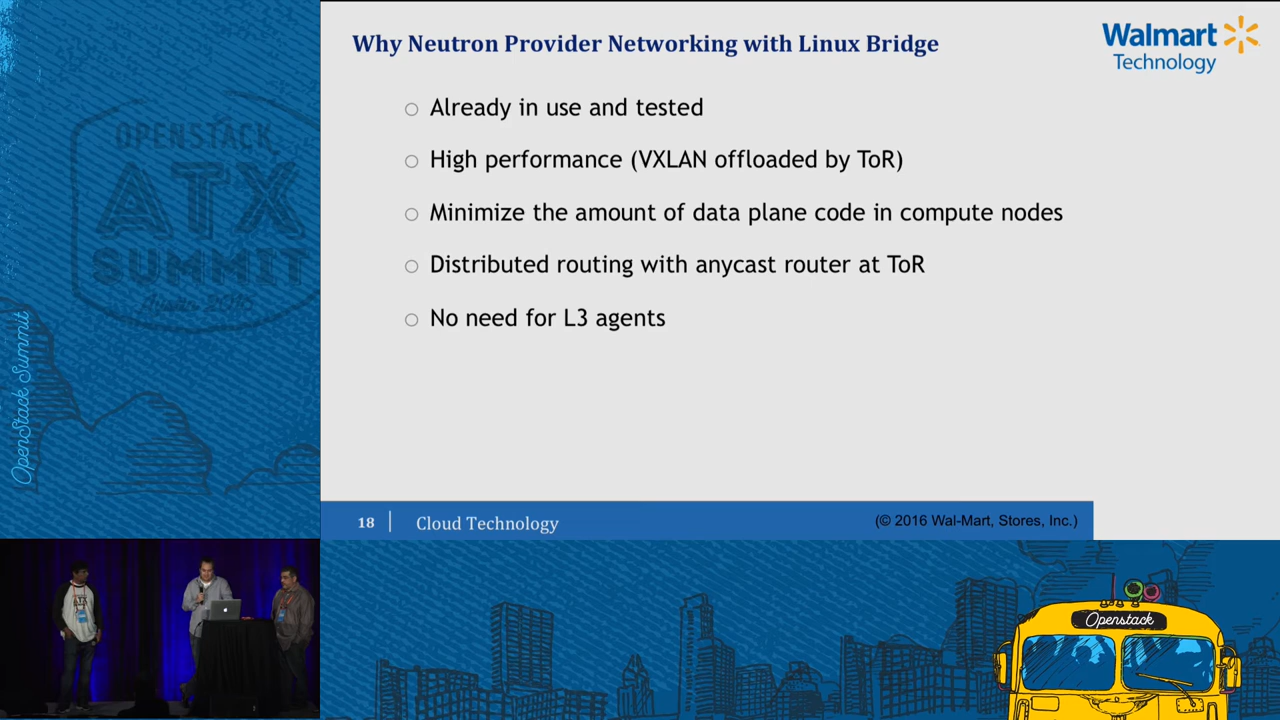 Why Neutron Provider Networking with Linux Bridge
Walmart
Technology
Already in use and tested
High performance (VXLAN offloaded by ToR)
Minimize the amount of data plane code in compute nodes
Distributed routing with anycast router at ToR
No need for L3 agents
18
Cloud Technology
(© 2016 Wal-Mart, Stores, Inc.)
OPENSTACK
ATX
SUMMIT
Austin 2016
OpenStack Summit
Openstack